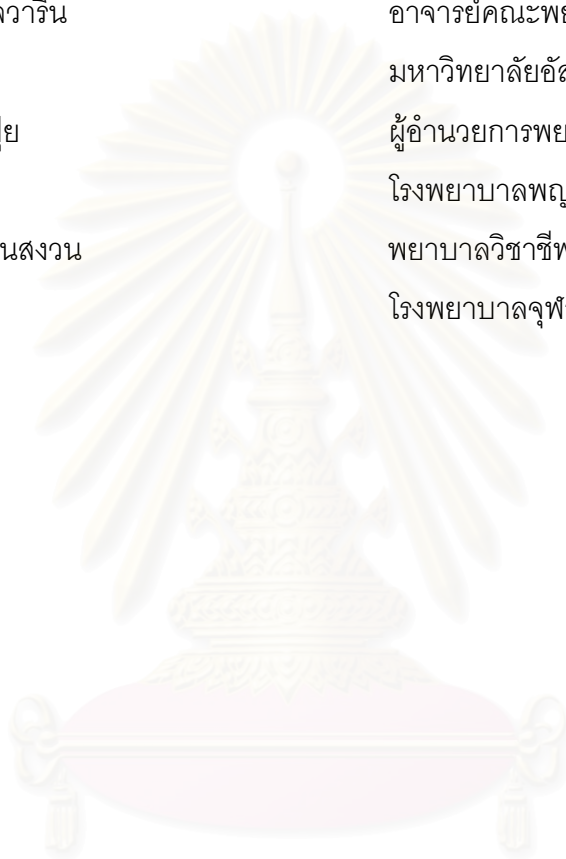 วาริน อาจารย์คณะพย
มหาวิทยาลัยอัส
ผู้อำนวยการพย
โรงพยาบาลพญ
นสงวน พยาบาลวิชาชีพ
โรงพยาบาลจุฬ